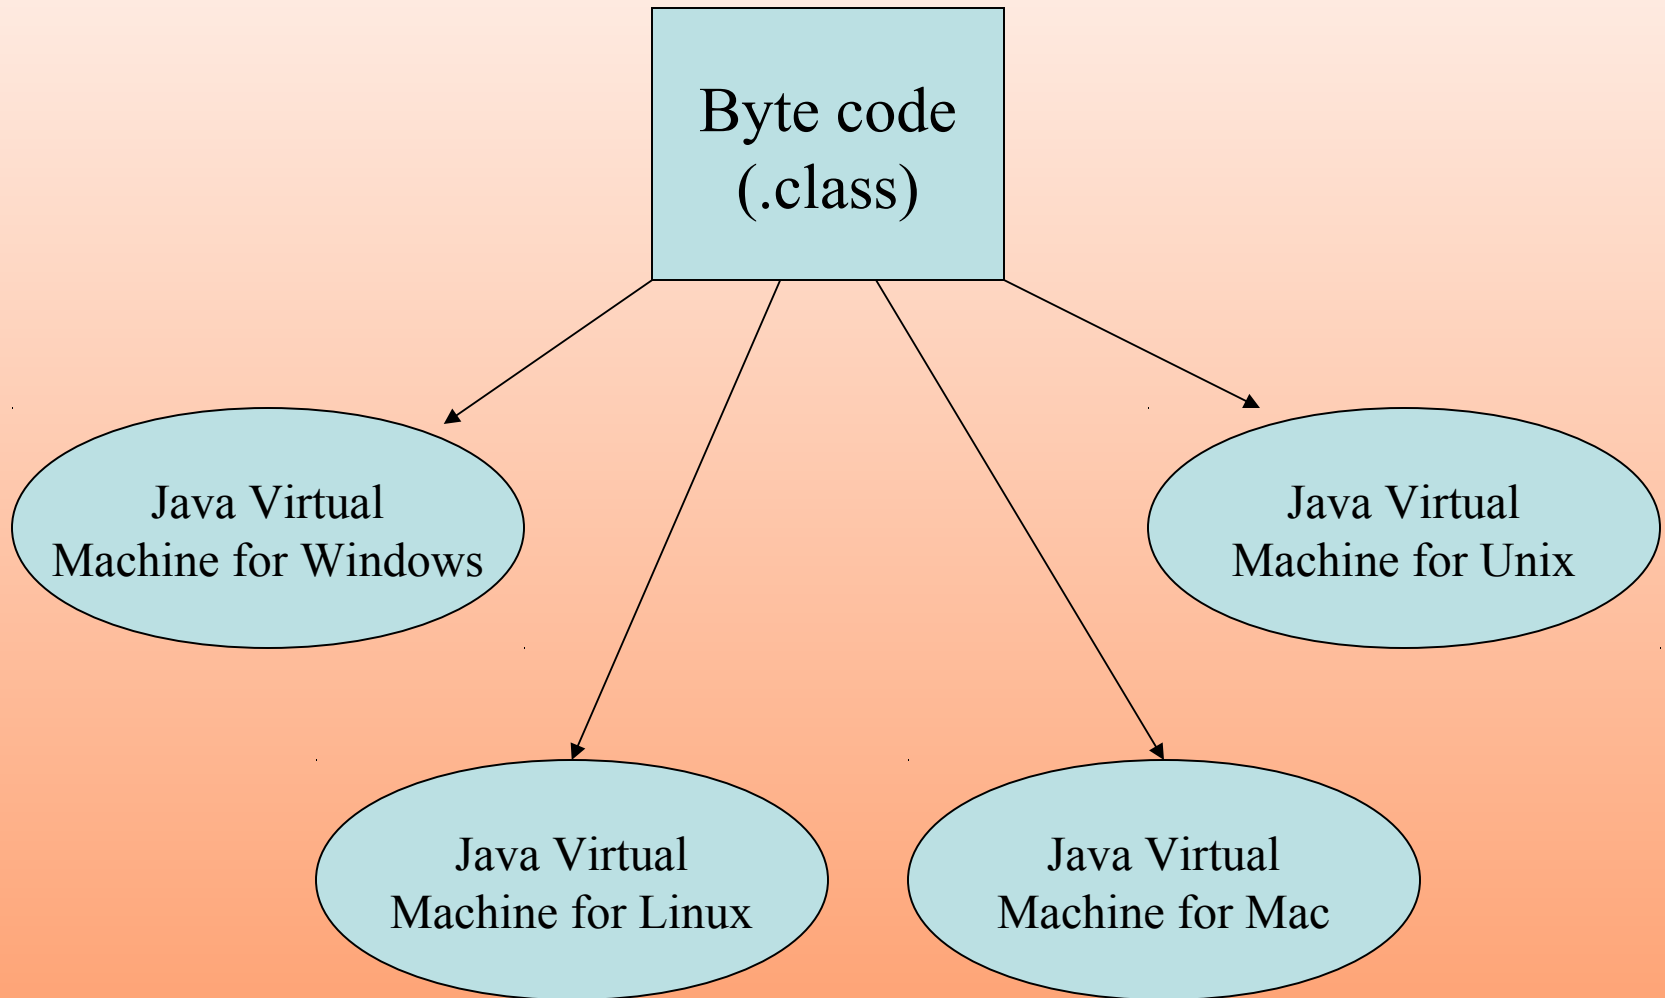 Byte code
(.class)
Java Virtual
Machine for Windows
Java Virtual
Machine for Unix
Java Virtual
Machine for Linux
Java Virtual
Machine for Mac